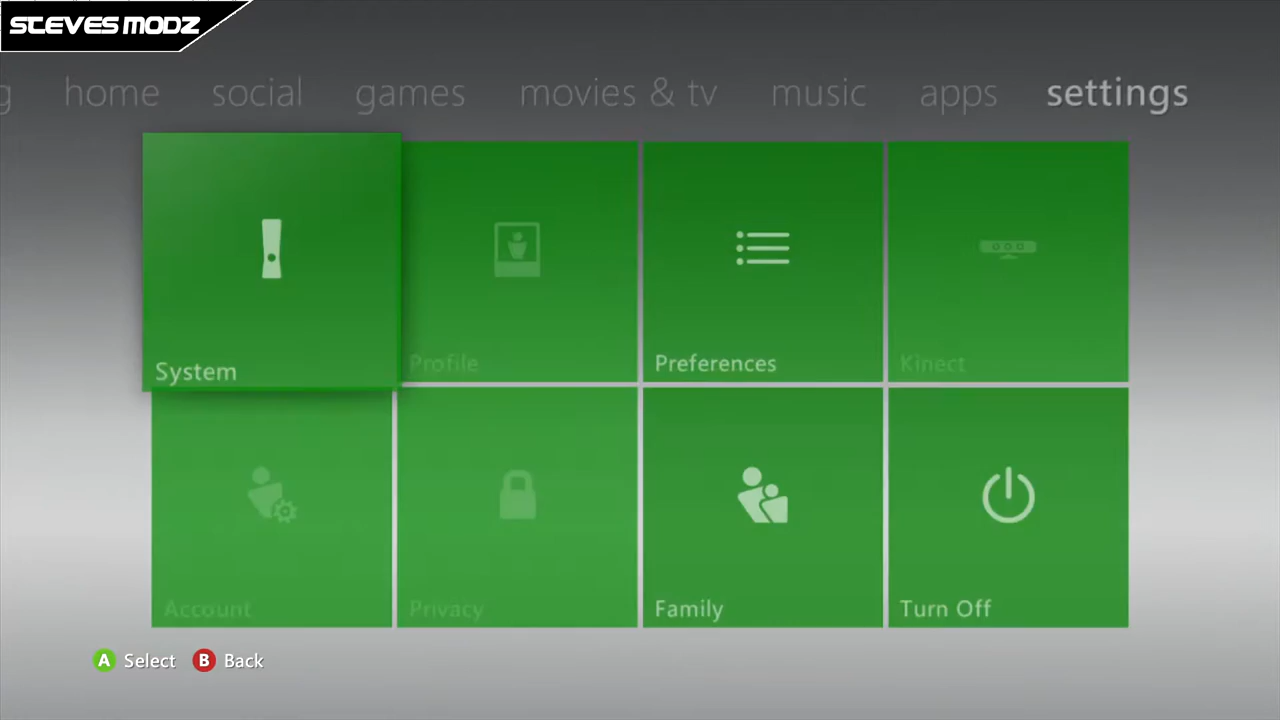 STEVES MODZ
g home social games movies & tv music apps settings
System Profile Preferences Kinect
Account Privacy Family Turn Off
A Select B Back